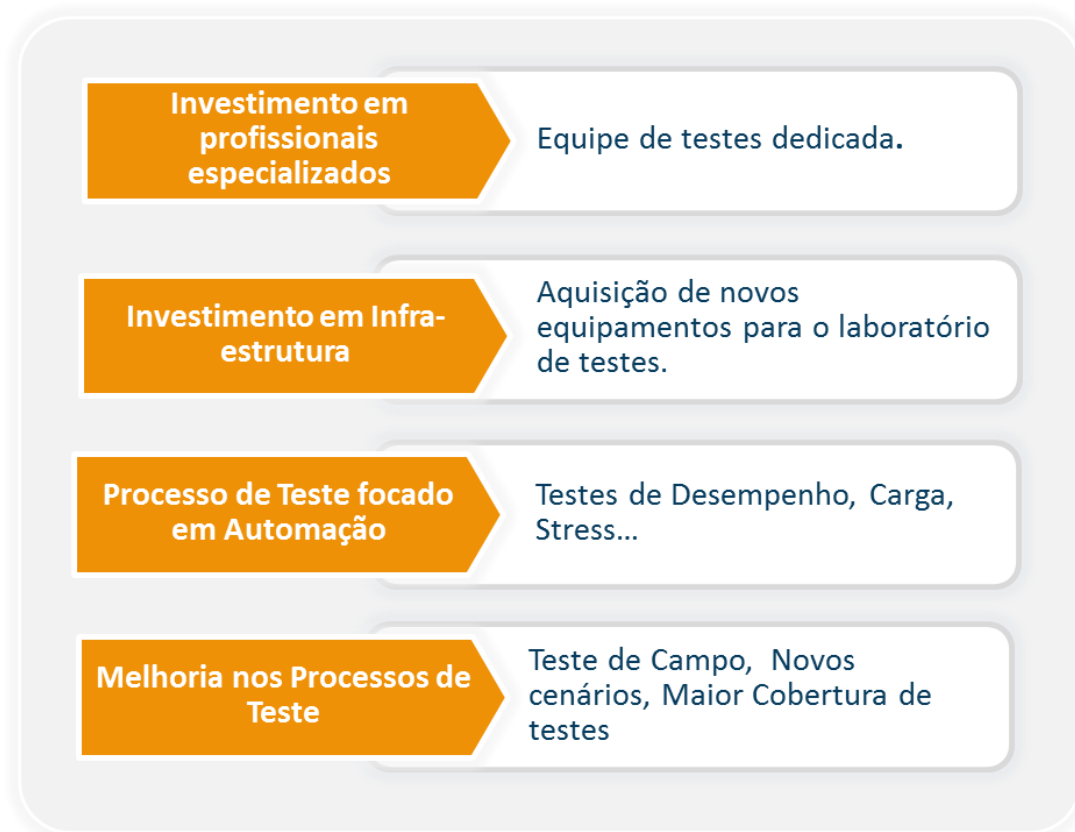 Investimento em
profissionais
especializados
Equipe de testes dedicada.
Investimento em Infra-
estrutura
Aquisição de novos
equipamentos para o laboratório
de testes.
Processo de Teste focado
em Automação
Testes de Desempenho, Carga,
Stress...
Melhoria nos Processos de
Teste
Teste de Campo,  Novos
cenários, Maior Cobertura de
testes